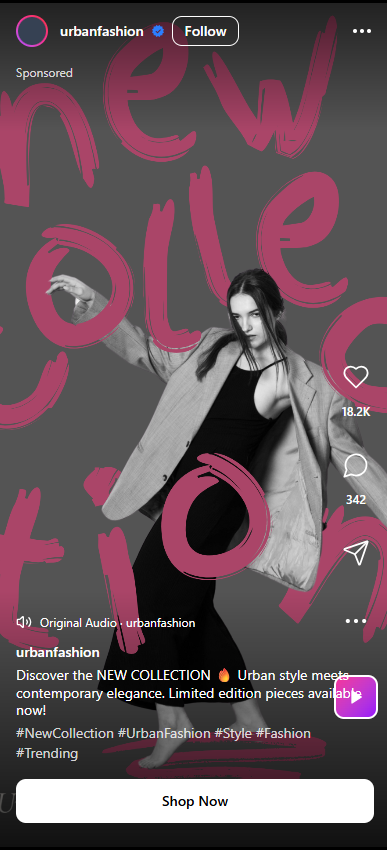 urbanfashion Follow
Sponsored
new
collec
tion
18.2K
342
Original Audio · urbanfashion
urbanfashion
Discover the NEW COLLECTION 🔥 Urban style meets
contemporary elegance. Limited edition pieces available
now!
#NewCollection #UrbanFashion #Style #Fashion
#Trending
Shop Now